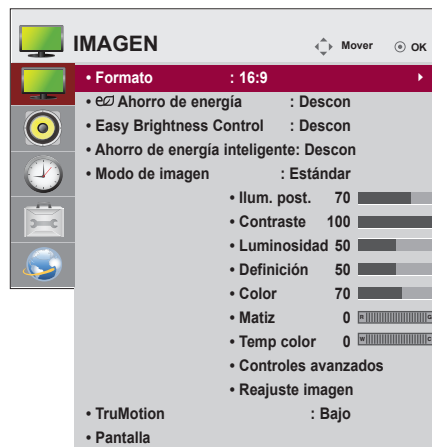 IMAGEN Mover OK
• Formato : 16:9
• Ahorro de energía : Descon
• Easy Brightness Control : Descon
• Ahorro de energía inteligente: Descon
• Modo de imagen : Estándar
• Ilum. post. 70
• Contraste 100
• Luminosidad 50
• Definición 50
• Color 70
• Matiz 0 R G
• Temp color 0 W C
• Controles avanzados
• Reajuste imagen
• TruMotion : Bajo
• Pantalla